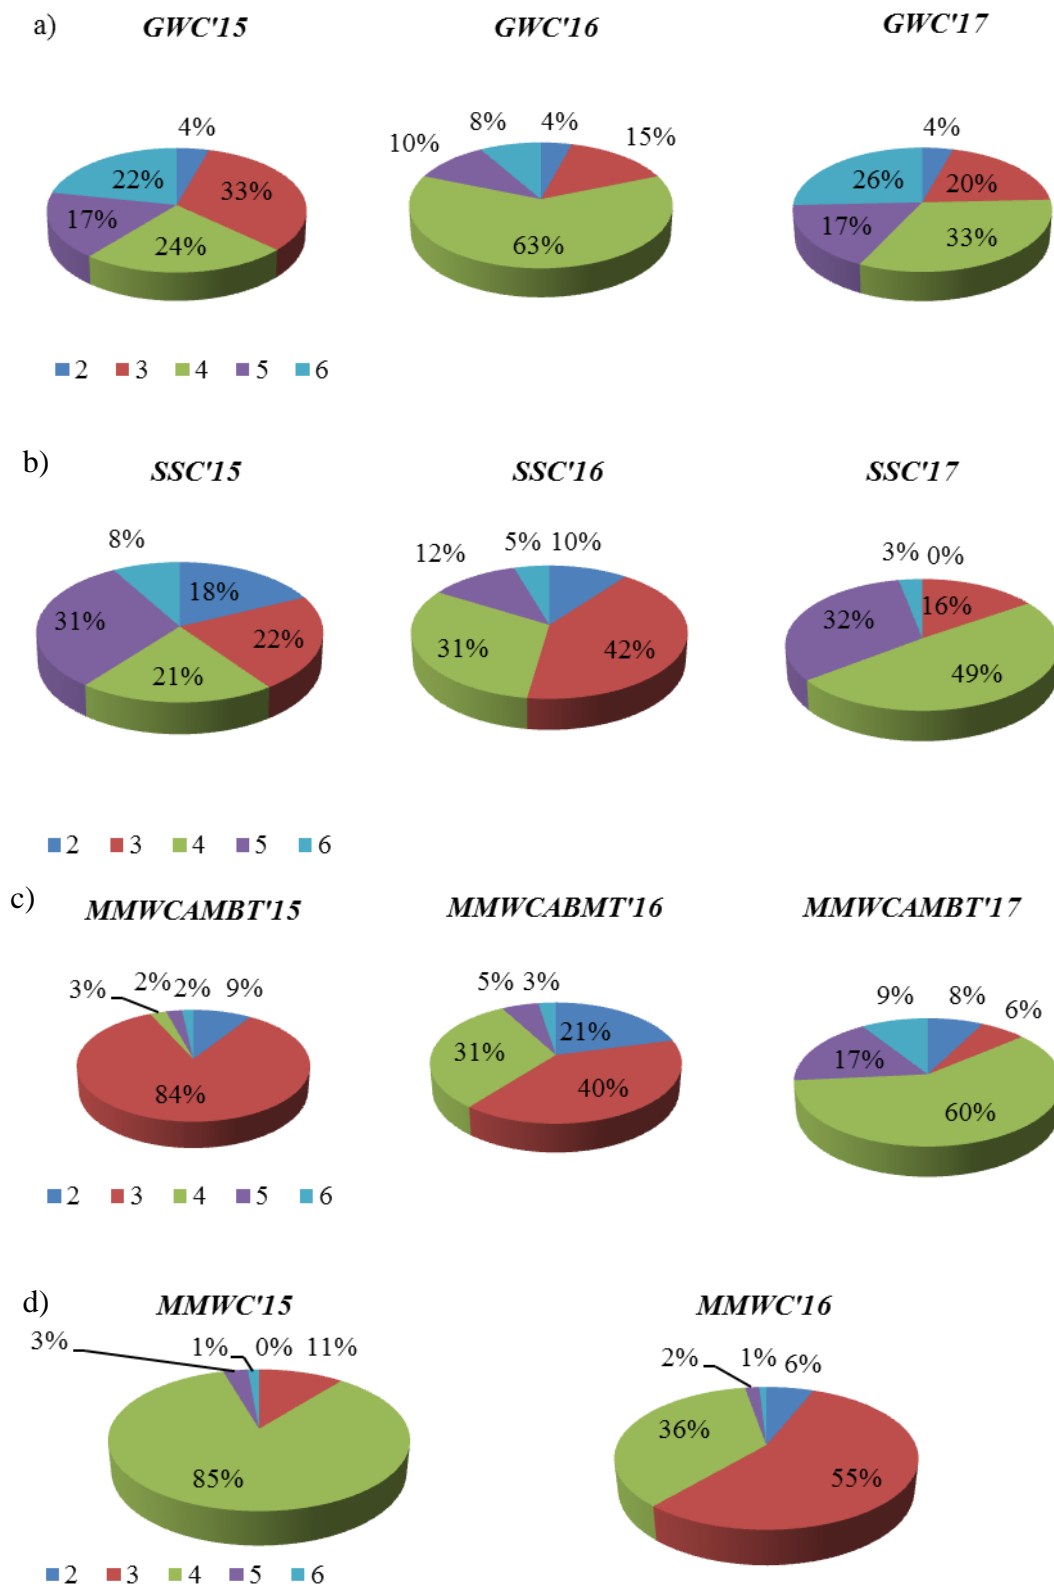 a) GWC'15 GWC'16 GWC'17
4% 33% 24% 17% 22%
4% 15% 63% 10% 8%
4% 20% 33% 17% 26%
2 3 4 5 6
b) SSC'15 SSC'16 SSC'17
18% 22% 21% 31% 8%
10% 42% 31% 12% 5%
0% 16% 49% 32% 3%
2 3 4 5 6
c) MMWCAMBT'15 MMWCABMT'16 MMWCAMBT'17
9% 84% 3% 2% 2%
21% 40% 31% 5% 3%
8% 6% 60% 17% 9%
2 3 4 5 6
d) MMWC'15 MMWC'16
0% 11% 85% 3% 1%
6% 55% 36% 2% 1%
2 3 4 5 6